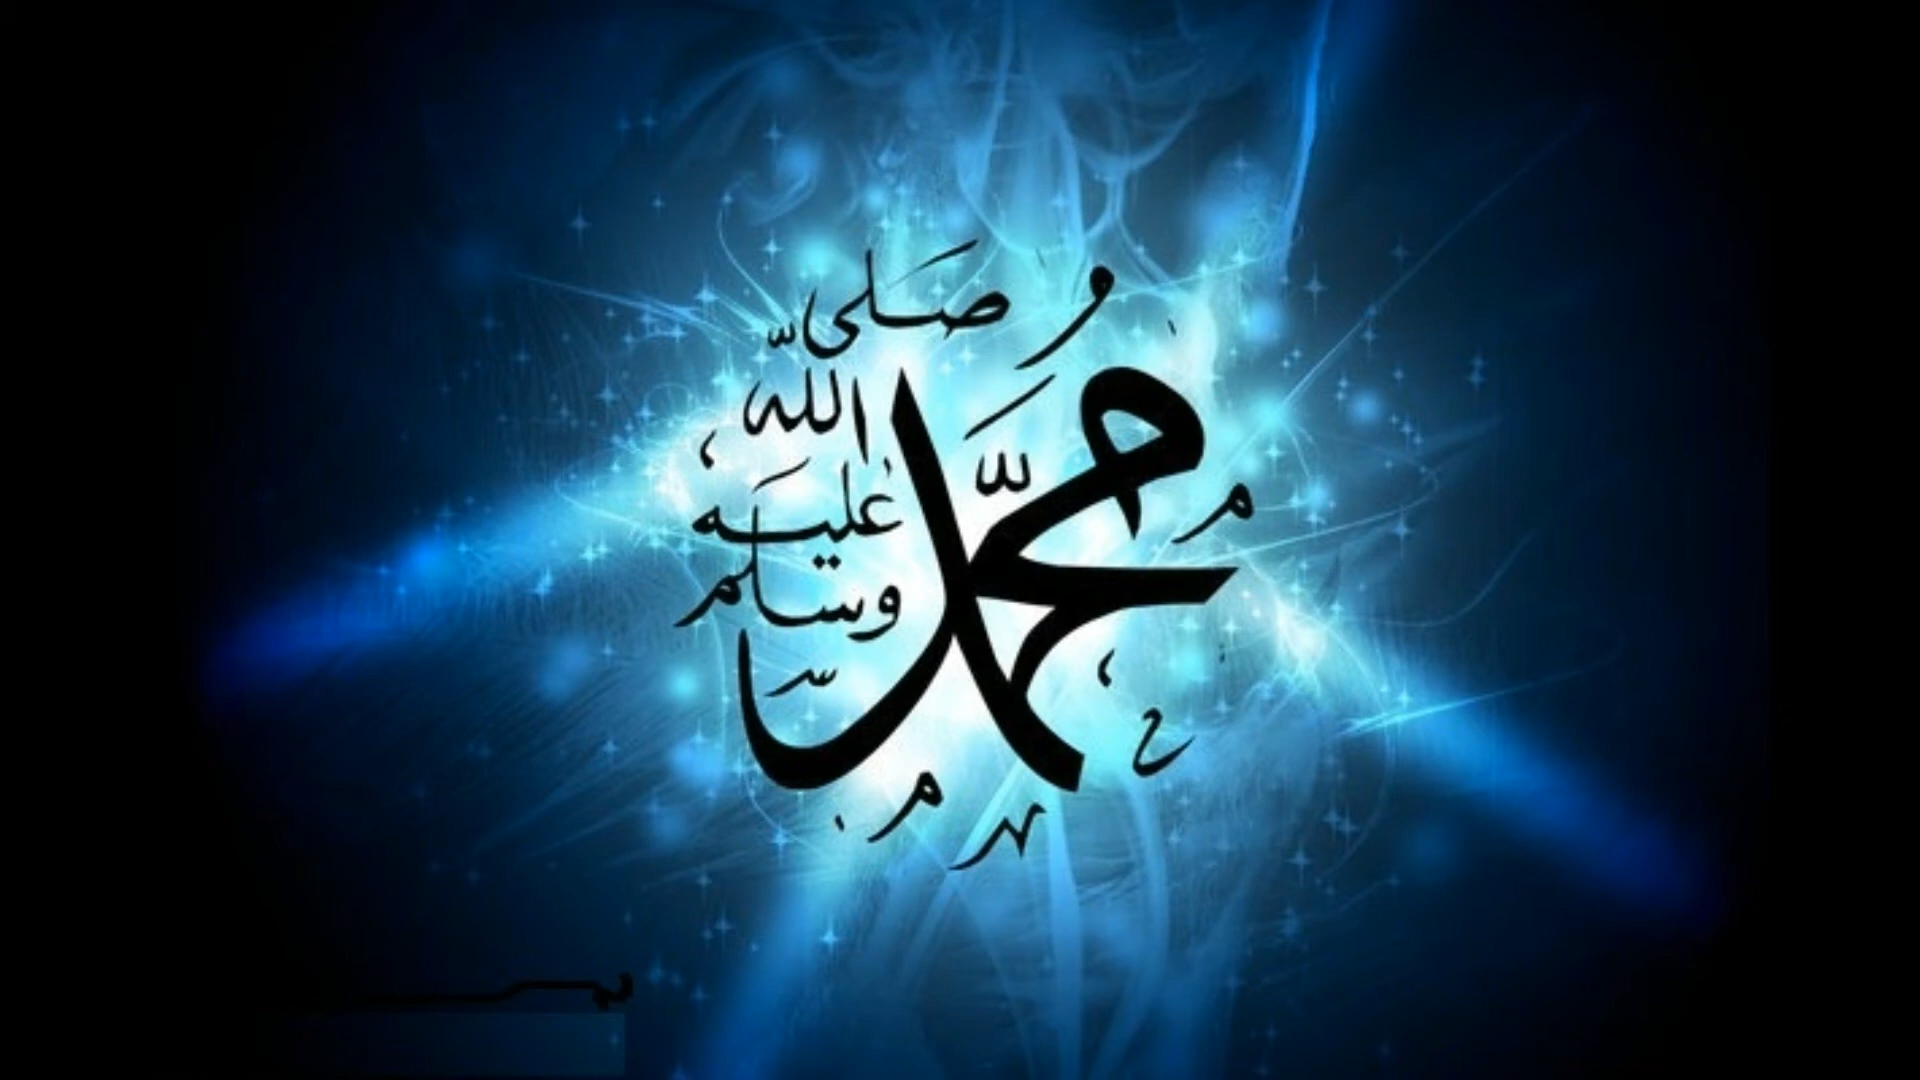 محمد
صلى
الله
عليه
وسلم